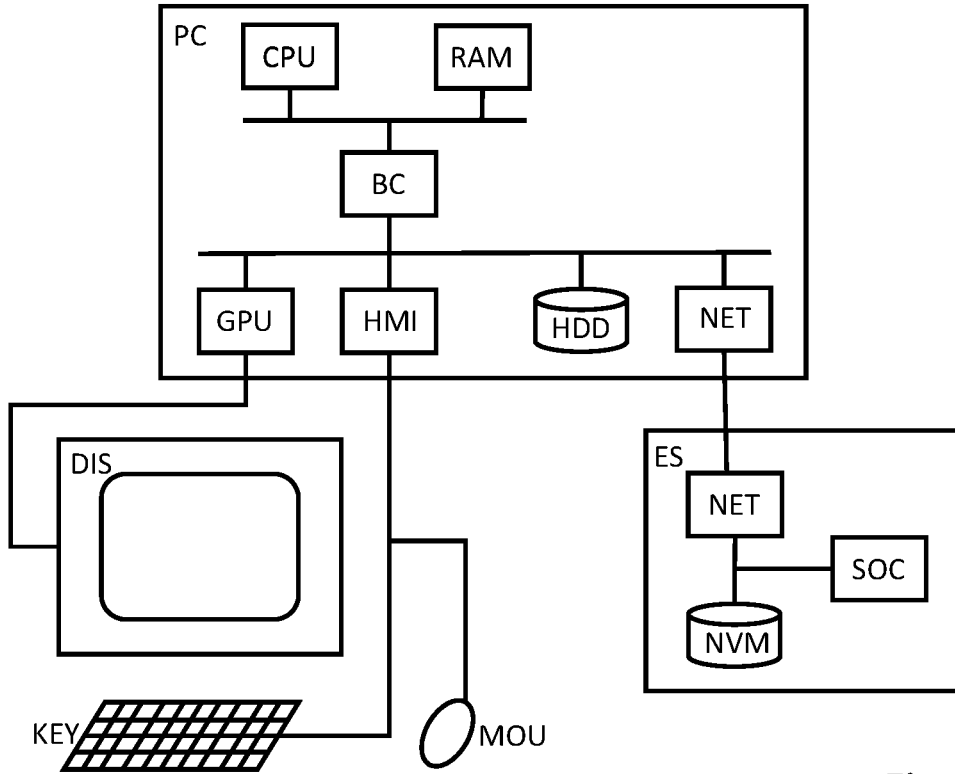 PC
CPU
RAM
BC
GPU
HMI
HDD
NET
DIS
ES
NET
SOC
NVM
KEY
MOU